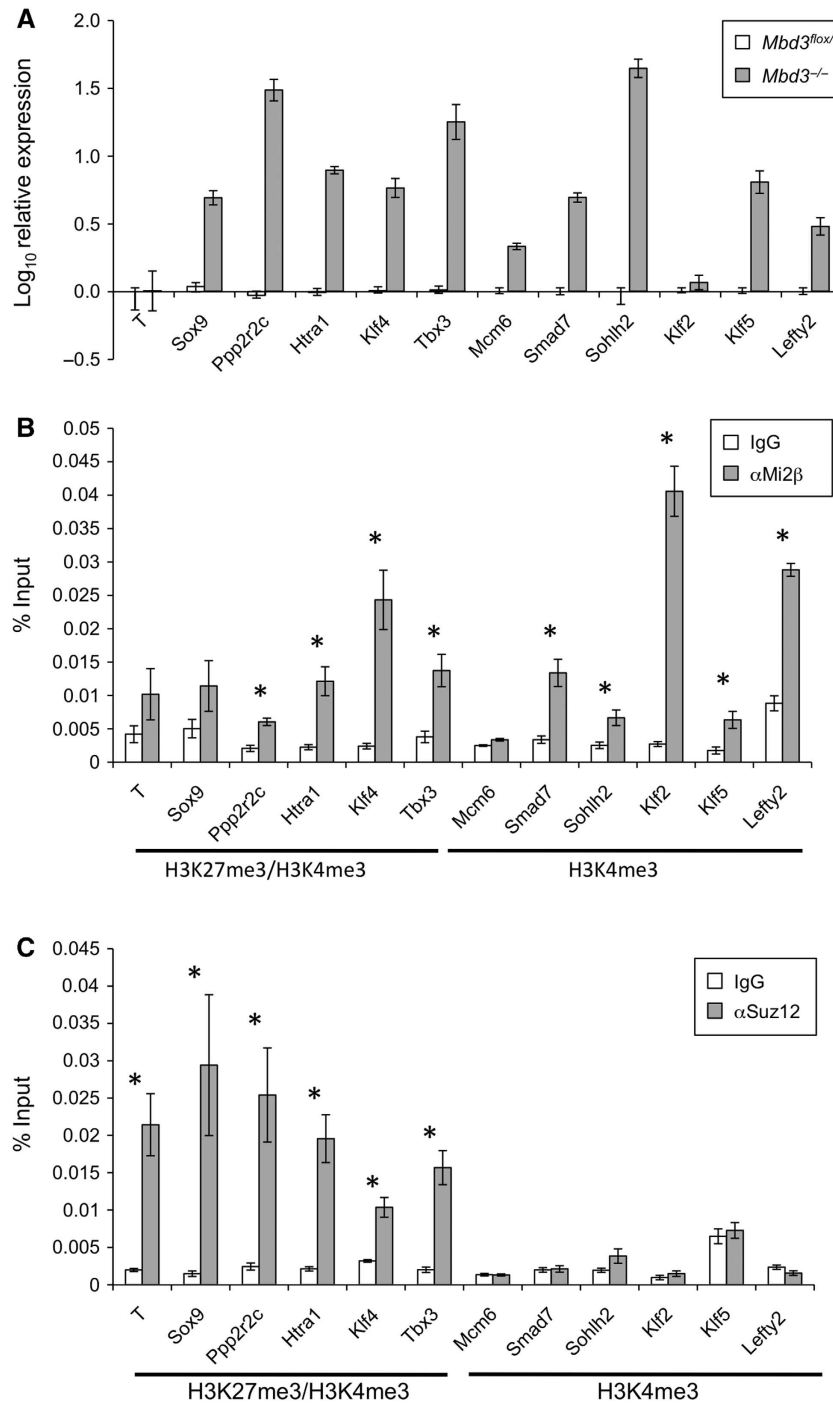 A
2.0
1.5
1.0
0.5
0.0
–0.5
Log10 relative expression
Mbd3flox/
Mbd3–/–
T
Sox9
Ppp2r2c
Htra1
Klf4
Tbx3
Mcm6
Smad7
Sohlh2
Klf2
Klf5
Lefty2
B
0.05
0.045
0.04
0.035
0.03
0.025
0.02
0.015
0.01
0.005
0
% Input
IgG
αMi2β
* * * * * * * * *
T
Sox9
Ppp2r2c
Htra1
Klf4
Tbx3
Mcm6
Smad7
Sohlh2
Klf2
Klf5
Lefty2
H3K27me3/H3K4me3
H3K4me3
C
0.045
0.04
0.035
0.03
0.025
0.02
0.015
0.01
0.005
0
% Input
IgG
αSuz12
* * * * * *
T
Sox9
Ppp2r2c
Htra1
Klf4
Tbx3
Mcm6
Smad7
Sohlh2
Klf2
Klf5
Lefty2
H3K27me3/H3K4me3
H3K4me3